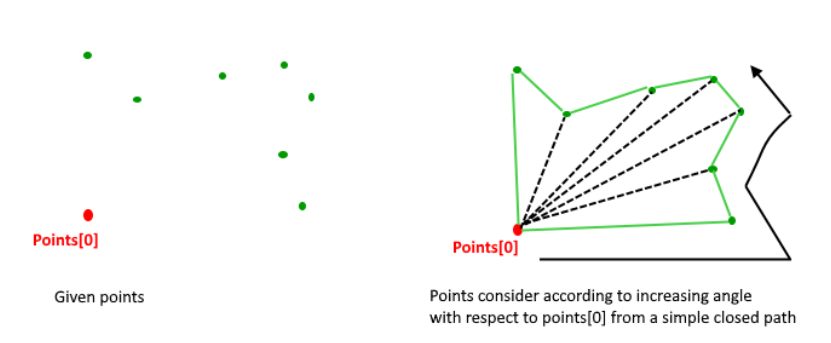 Points[0]
Given points
Points[0]
Points consider according to increasing angle
with respect to points[0] from a simple closed path